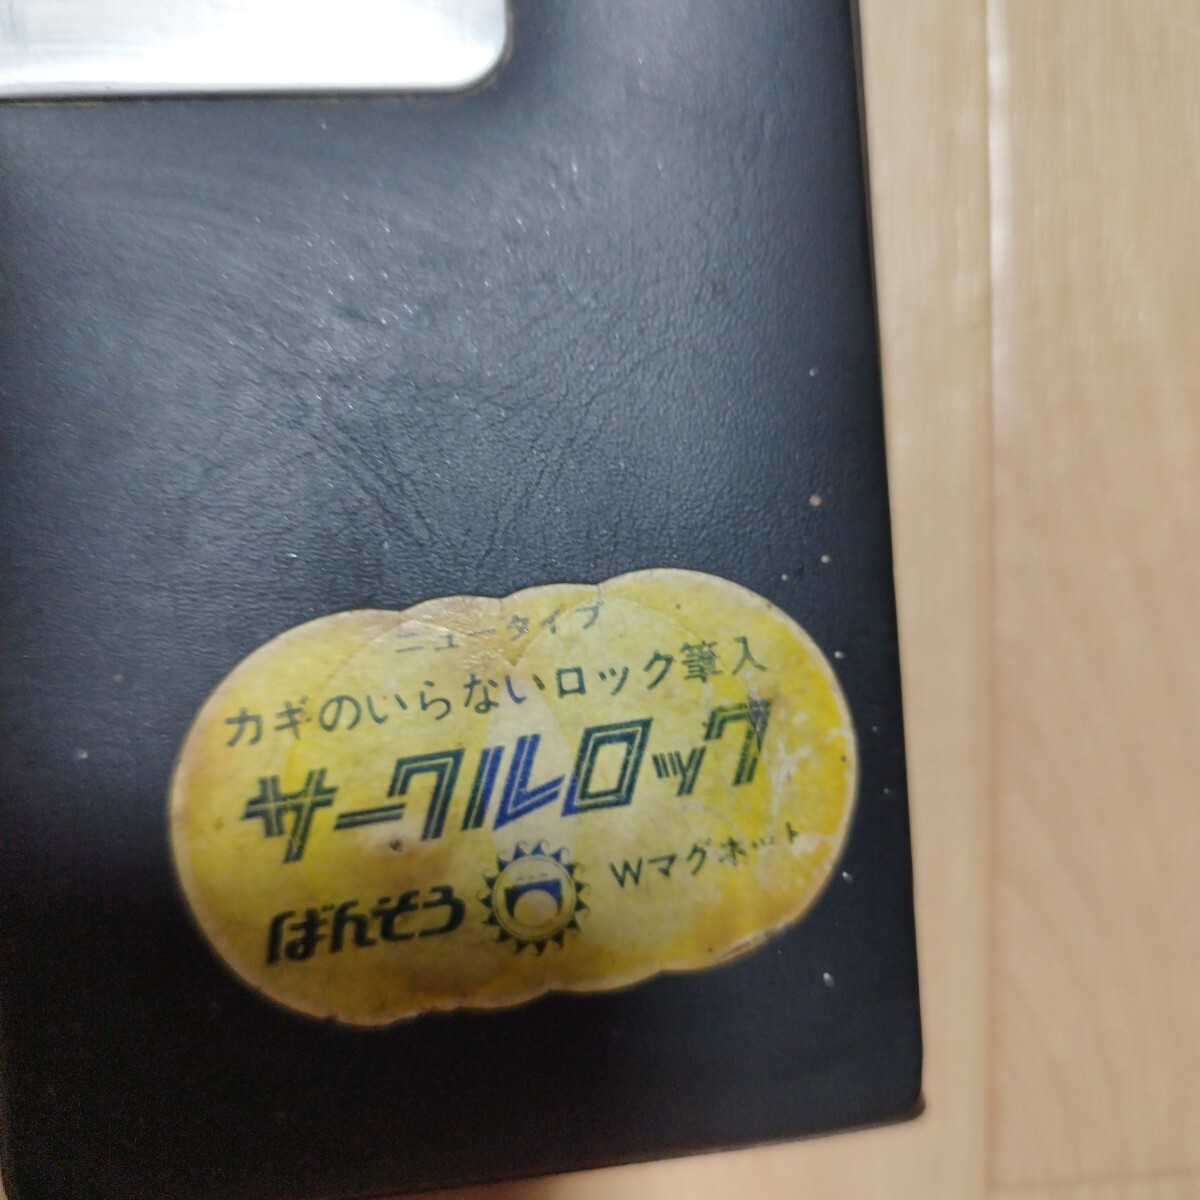 ニュータイプ
カギのいらないロック筆入
サークルロック
ばんそう
Wマグネット